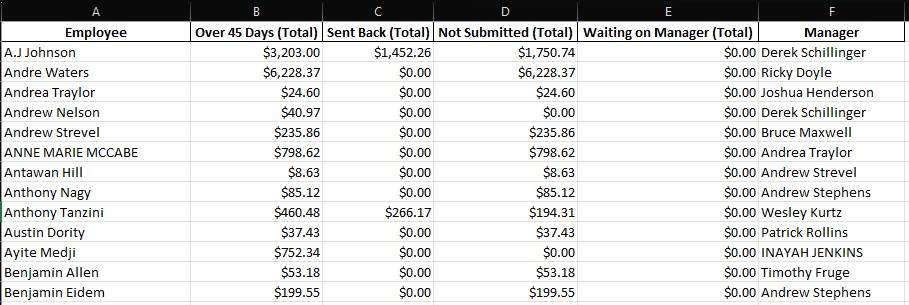 A B C D E F
Employee Over 45 Days (Total) Sent Back (Total) Not Submitted (Total) Waiting on Manager (Total) Manager
A.J Johnson $3,203.00 $1,452.26 $1,750.74 $0.00 Derek Schillinger
Andre Waters $6,228.37 $0.00 $6,228.37 $0.00 Ricky Doyle
Andrea Traylor $24.60 $0.00 $24.60 $0.00 Joshua Henderson
Andrew Nelson $40.97 $0.00 $0.00 $0.00 Derek Schillinger
Andrew Strevel $235.86 $0.00 $235.86 $0.00 Bruce Maxwell
ANNE MARIE MCCABE $798.62 $0.00 $798.62 $0.00 Andrea Traylor
Antawan Hill $8.63 $0.00 $8.63 $0.00 Andrew Strevel
Anthony Nagy $85.12 $0.00 $85.12 $0.00 Andrew Stephens
Anthony Tanzini $460.48 $266.17 $194.31 $0.00 Wesley Kurtz
Austin Dority $37.43 $0.00 $37.43 $0.00 Patrick Rollins
Ayite Medji $752.34 $0.00 $0.00 $0.00 INAYAH JENKINS
Benjamin Allen $53.18 $0.00 $53.18 $0.00 Timothy Fruge
Benjamin Eidem $199.55 $0.00 $199.55 $0.00 Andrew Stephens